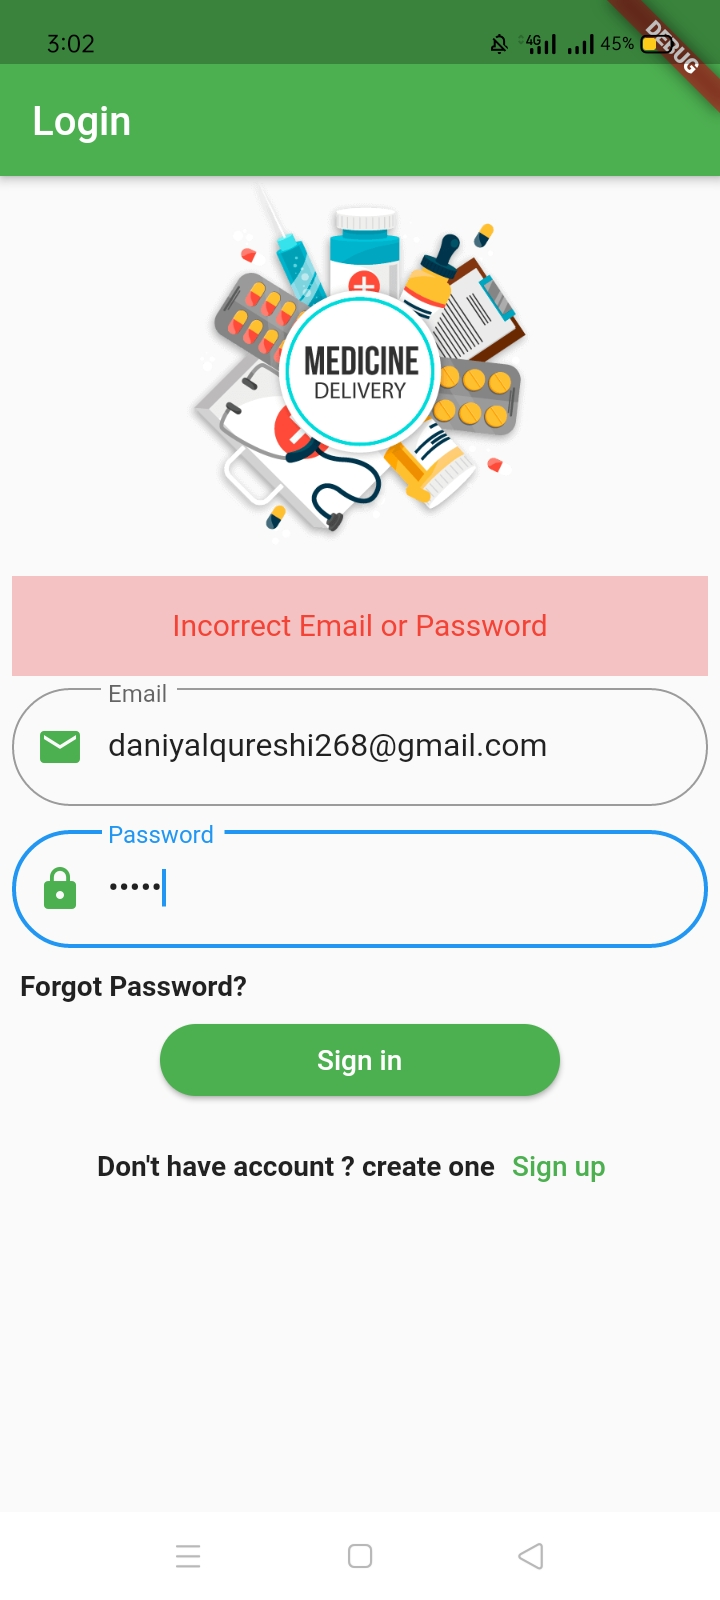 3:02
4G 45%
DEBUG
Login
MEDICINE
DELIVERY
Incorrect Email or Password
Email
daniyalqureshi268@gmail.com
Password
•••••
Forgot Password?
Sign in
Don't have account ? create one Sign up